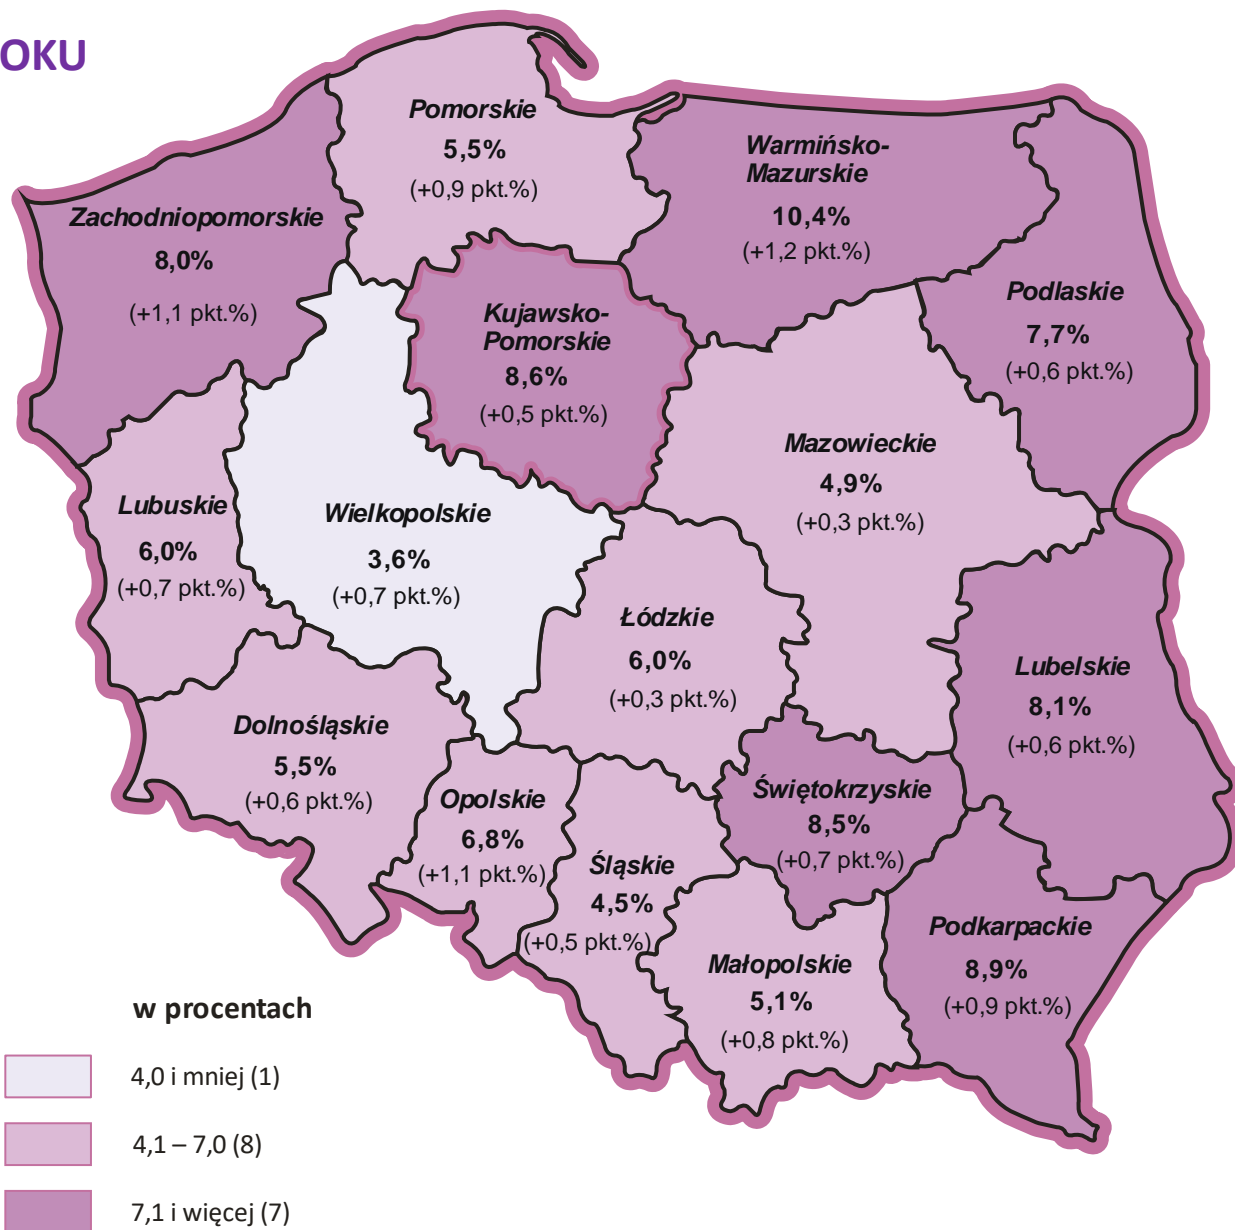 OKU
Pomorskie
5,5%
(+0,9 pkt.%)
Warmińsko-
Mazurskie
10,4%
(+1,2 pkt.%)
Zachodniopomorskie
8,0%
(+1,1 pkt.%)
Podlaskie
7,7%
(+0,6 pkt.%)
Kujawsko-
Pomorskie
8,6%
(+0,5 pkt.%)
Mazowieckie
4,9%
(+0,3 pkt.%)
Lubuskie
6,0%
(+0,7 pkt.%)
Wielkopolskie
3,6%
(+0,7 pkt.%)
Łódzkie
6,0%
(+0,3 pkt.%)
Lubelskie
8,1%
(+0,6 pkt.%)
Dolnośląskie
5,5%
(+0,6 pkt.%)
Opolskie
6,8%
(+1,1 pkt.%)
Świętokrzyskie
8,5%
(+0,7 pkt.%)
Śląskie
4,5%
(+0,5 pkt.%)
Małopolskie
5,1%
(+0,8 pkt.%)
Podkarpackie
8,9%
(+0,9 pkt.%)
w procentach
4,0 i mniej (1)
4,1 – 7,0 (8)
7,1 i więcej (7)